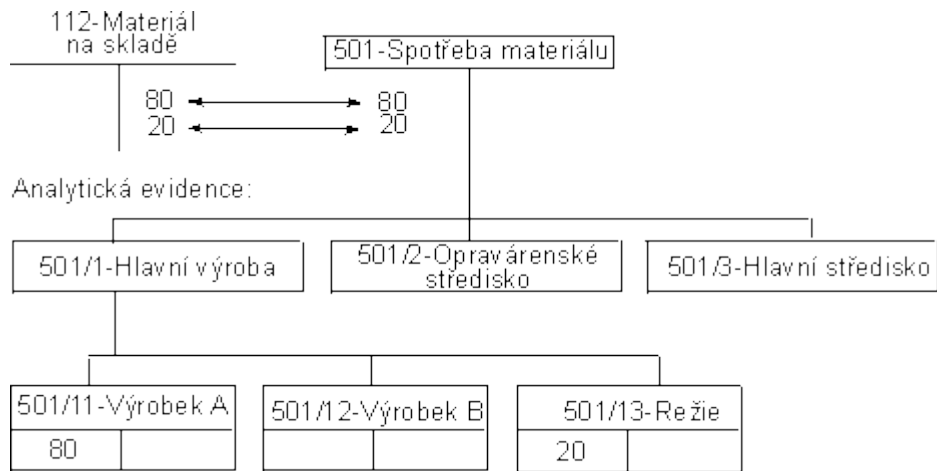 112-Materiál
na skladě
501-Spotřeba materiálu
80 80
20 20
Analytická evidence:
501/1-Hlavní výroba
501/2-Opravárenské
středisko
501/3-Hlavní středisko
501/11-Výrobek A
501/12-Výrobek B
501/13-Režie
80
20